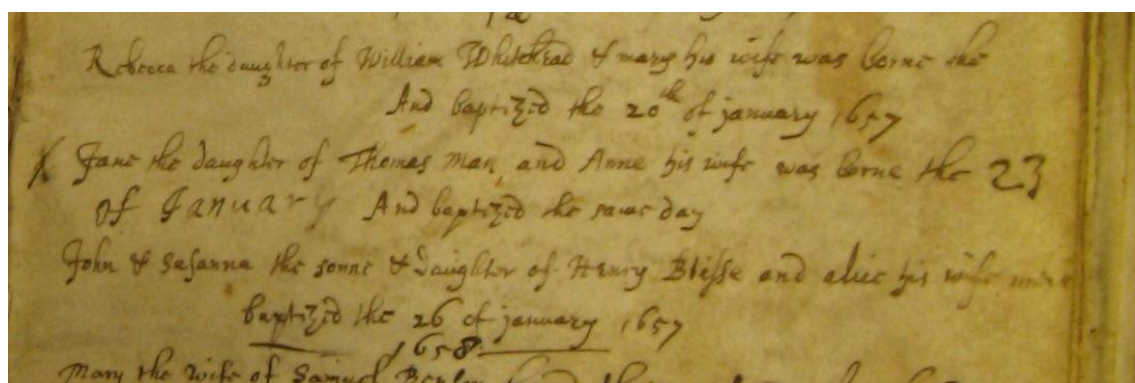 Rebecca the daughter of William Whitehead & mary his wife was borne the
And baptized the 20th of january 1657
X Jane the daughter of Thomas Man and Anne his wife was borne the 23
of January And baptized the same day
John & Susanna the sonne & daughter of Henry Blisse and alice his wife were
baptized the 26 of january 1657
1658
Mary the wife of Samuel